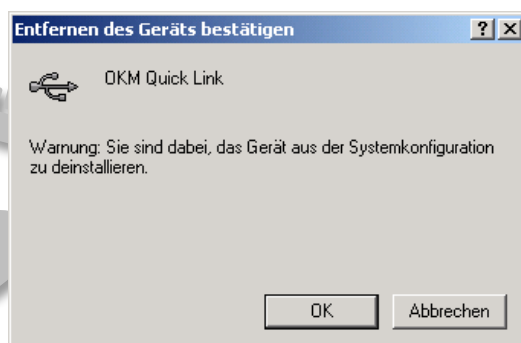 Entfernen des Geräts bestätigen
OKM Quick Link
Warnung: Sie sind dabei, das Gerät aus der Systemkonfiguration
zu deinstallieren.
OK
Abbrechen